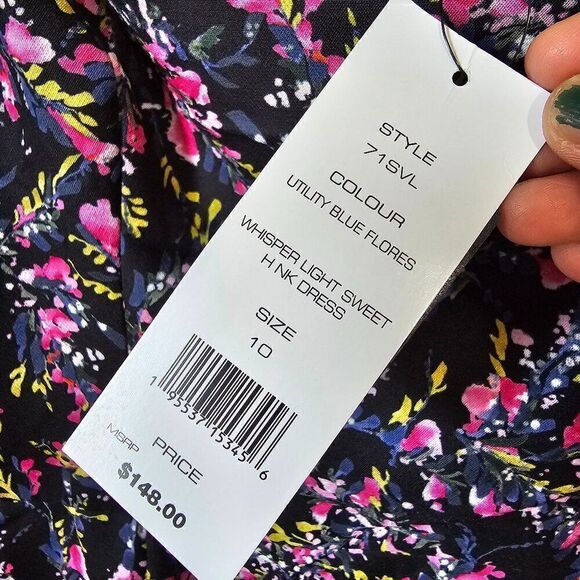 STYLE
71SVL
COLOUR
UTILITY BLUE FLORES
WHISPER LIGHT SWEET
H NK DRESS
SIZE
10
1 95537 15345 6
PRICE
MSRP
$148.00